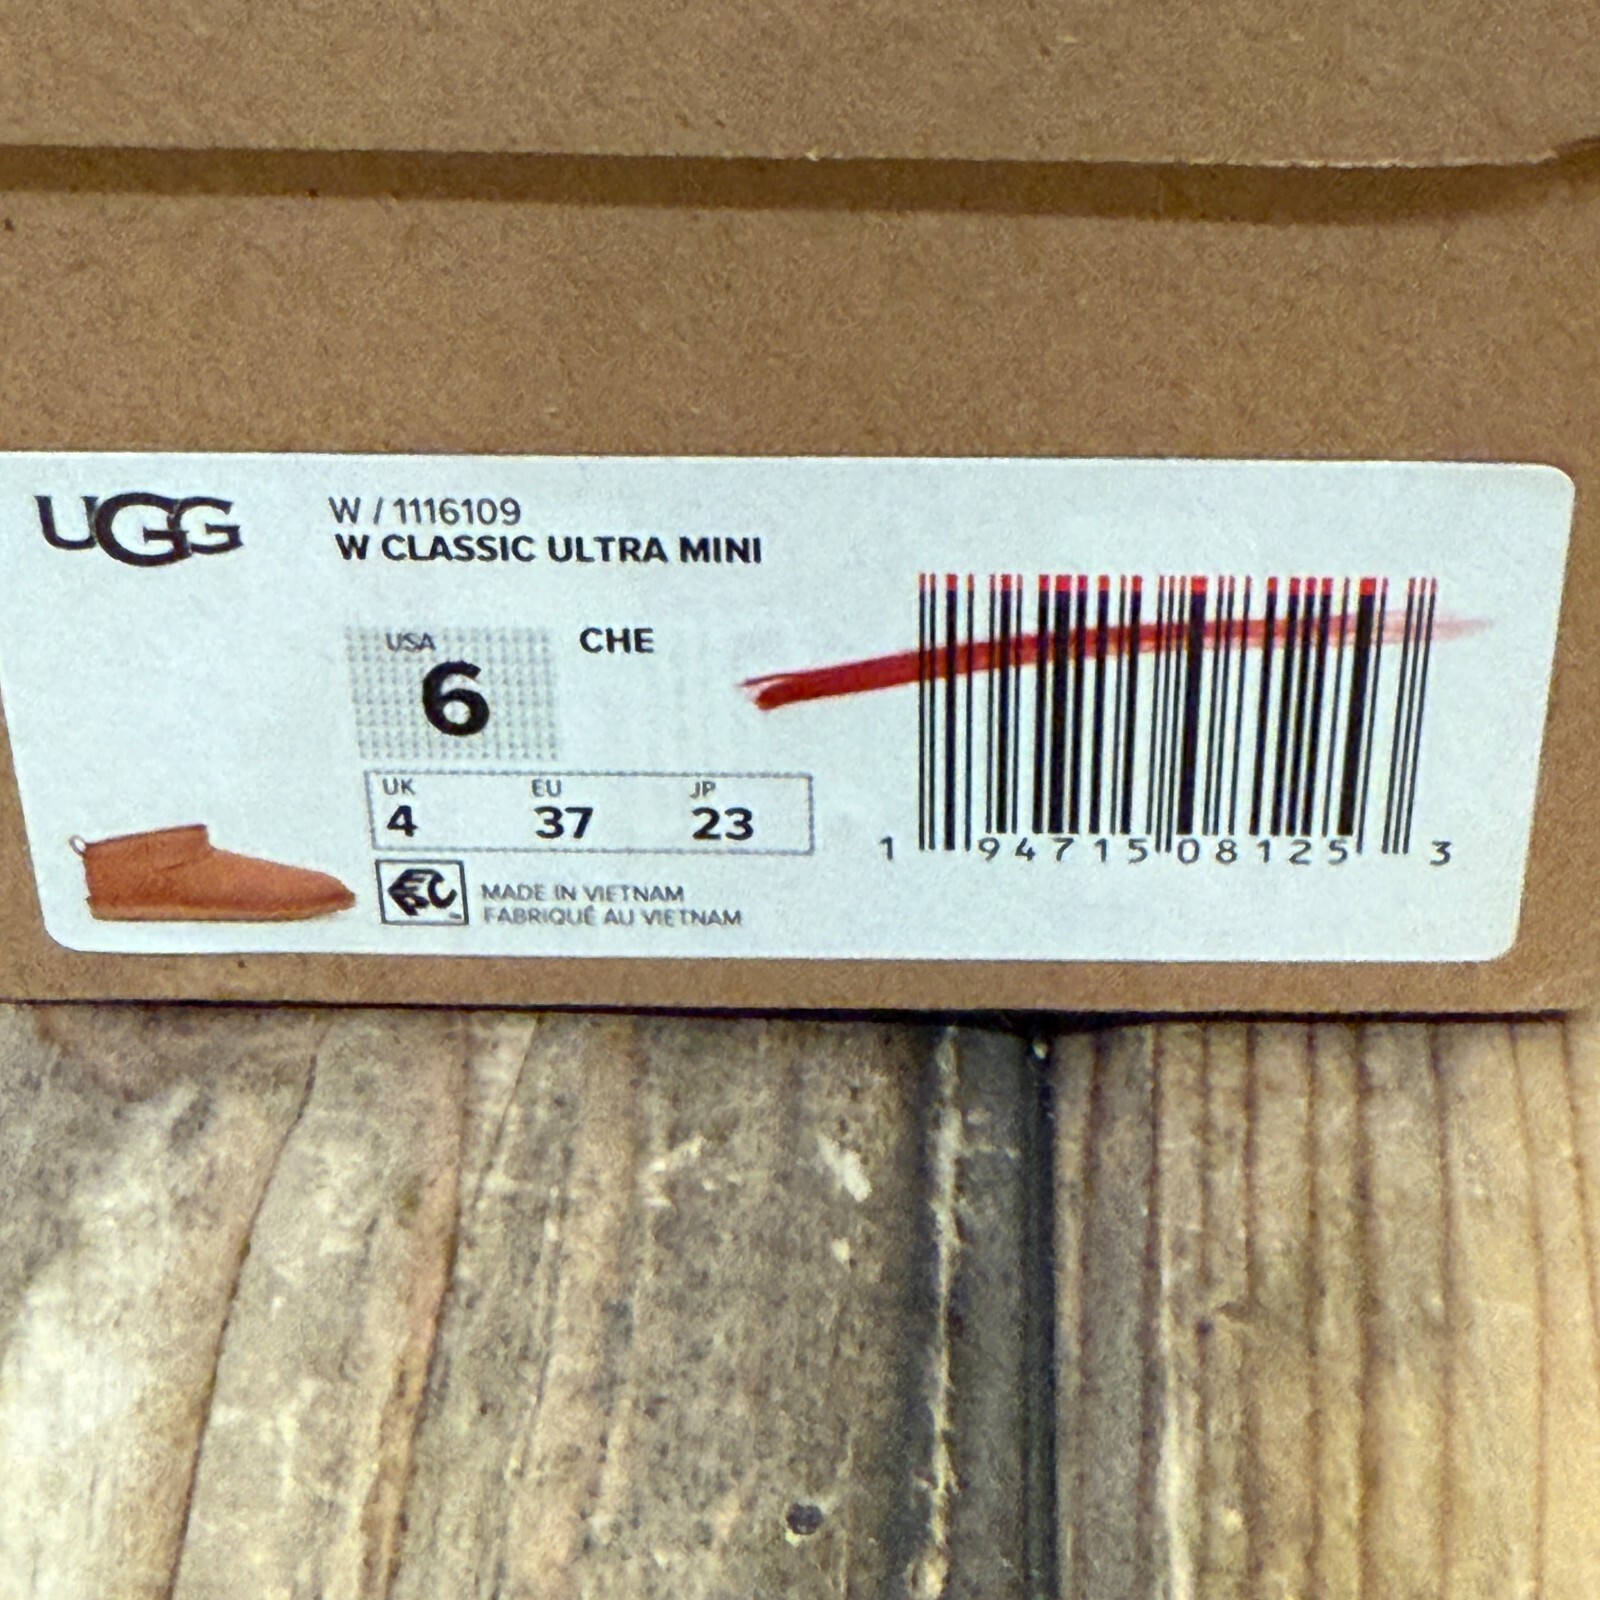 UGG
W / 1116109
W CLASSIC ULTRA MINI
USA
6
CHE
UK EU JP
4 37 23
MADE IN VIETNAM
FABRIQUÉ AU VIETNAM
1 94715 08125 3